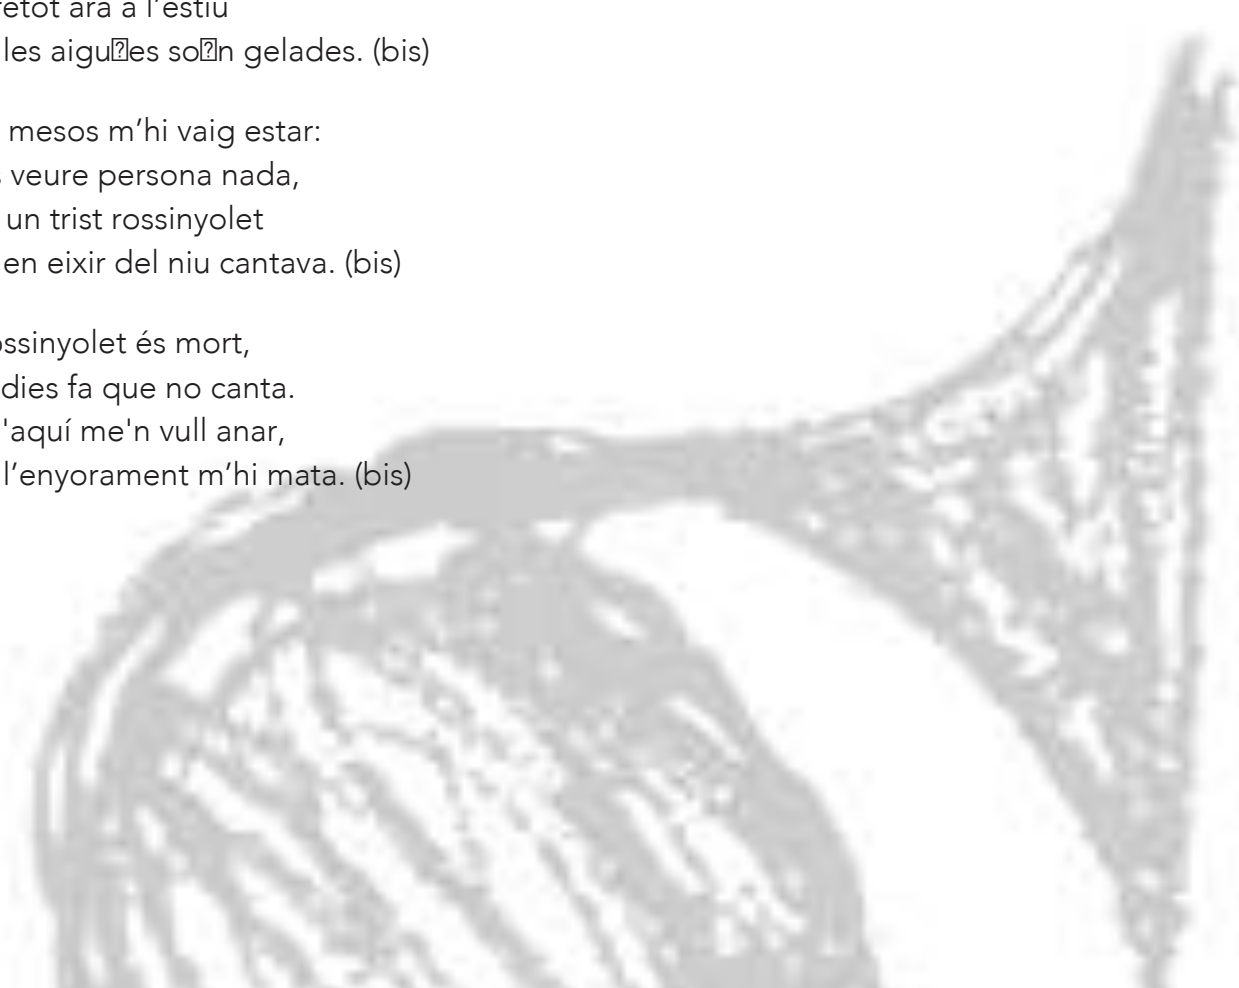 retot ara a l’estiu
les aigu⍰es so⍰n gelades. (bis)
mesos m’hi vaig estar:
s veure persona nada,
un trist rossinyolet
en eixir del niu cantava. (bis)
ossinyolet és mort,
dies fa que no canta.
'aquí me'n vull anar,
l’enyorament m’hi mata. (bis)